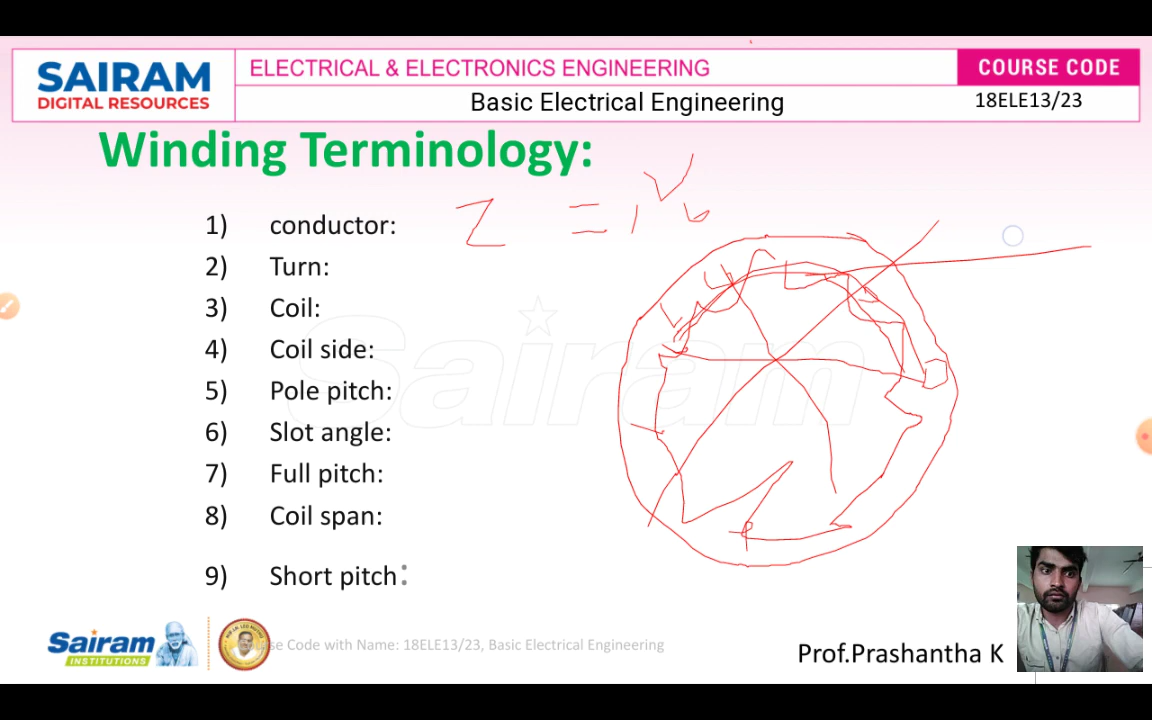 SAIRAM
DIGITAL RESOURCES
ELECTRICAL & ELECTRONICS ENGINEERING
Basic Electrical Engineering
COURSE CODE
18ELE13/23
Winding Terminology:
1) conductor:
Z =
2) Turn:
3) Coil:
4) Coil side:
5) Pole pitch:
6) Slot angle:
7) Full pitch:
8) Coil span:
9) Short pitch:
Sairam
Sairam
INSTITUTIONS
se Code with Name: 18ELE13/23, Basic Electrical Engineering
Prof.Prashantha K